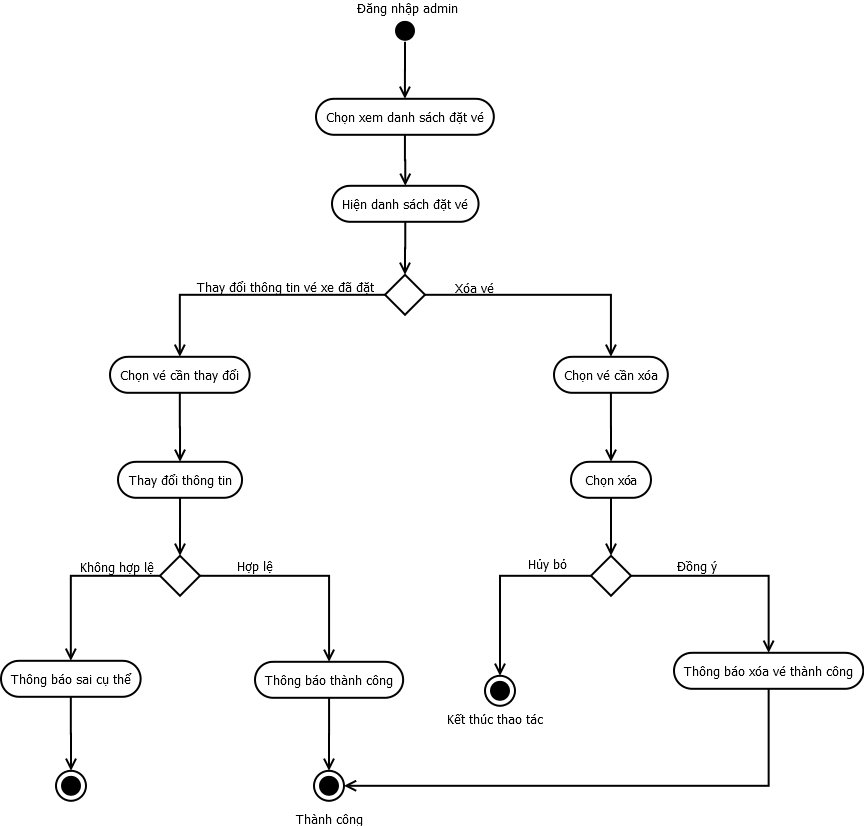 Đăng nhập admin
Chọn xem danh sách đặt vé
Hiện danh sách đặt vé
Thay đổi thông tin vé xe đã đặt
Xóa vé
Chọn vé cần thay đổi
Chọn vé cần xóa
Thay đổi thông tin
Chọn xóa
Không hợp lệ
Hợp lệ
Hủy bỏ
Đồng ý
Thông báo sai cụ thể
Thông báo thành công
Thông báo xóa vé thành công
Kết thúc thao tác
Thành công